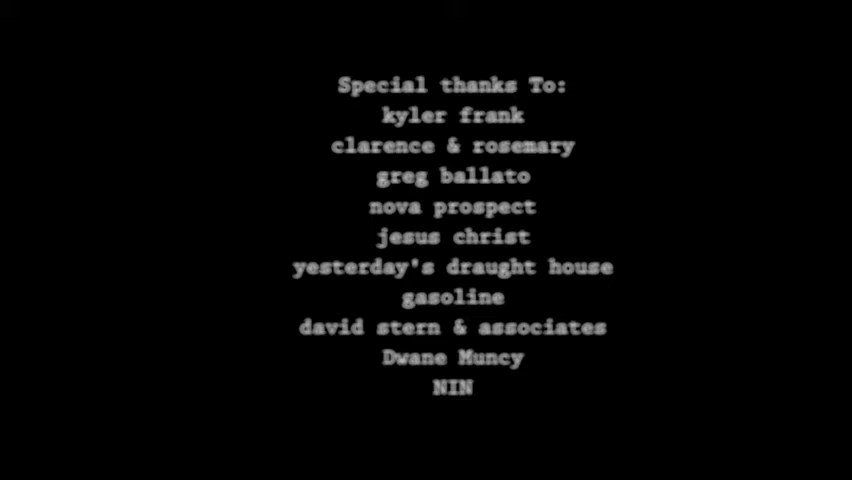 Special thanks To:
kyler frank
clarence & rosemary
greg ballato
nova prospect
jesus christ
yesterday's draught house
gasoline
david stern & associates
Dwane Muncy
NIN